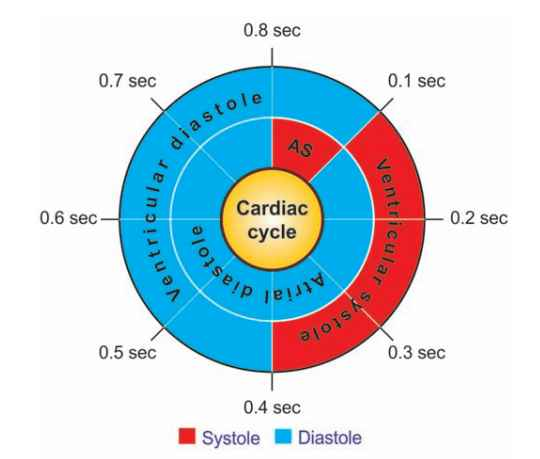 0.8 sec
0.7 sec
0.1 sec
Ventricular diastole
AS
Ventricular systole
Cardiac
cycle
0.6 sec
0.2 sec
Atrial diastole
0.5 sec
0.3 sec
0.4 sec
Systole
Diastole